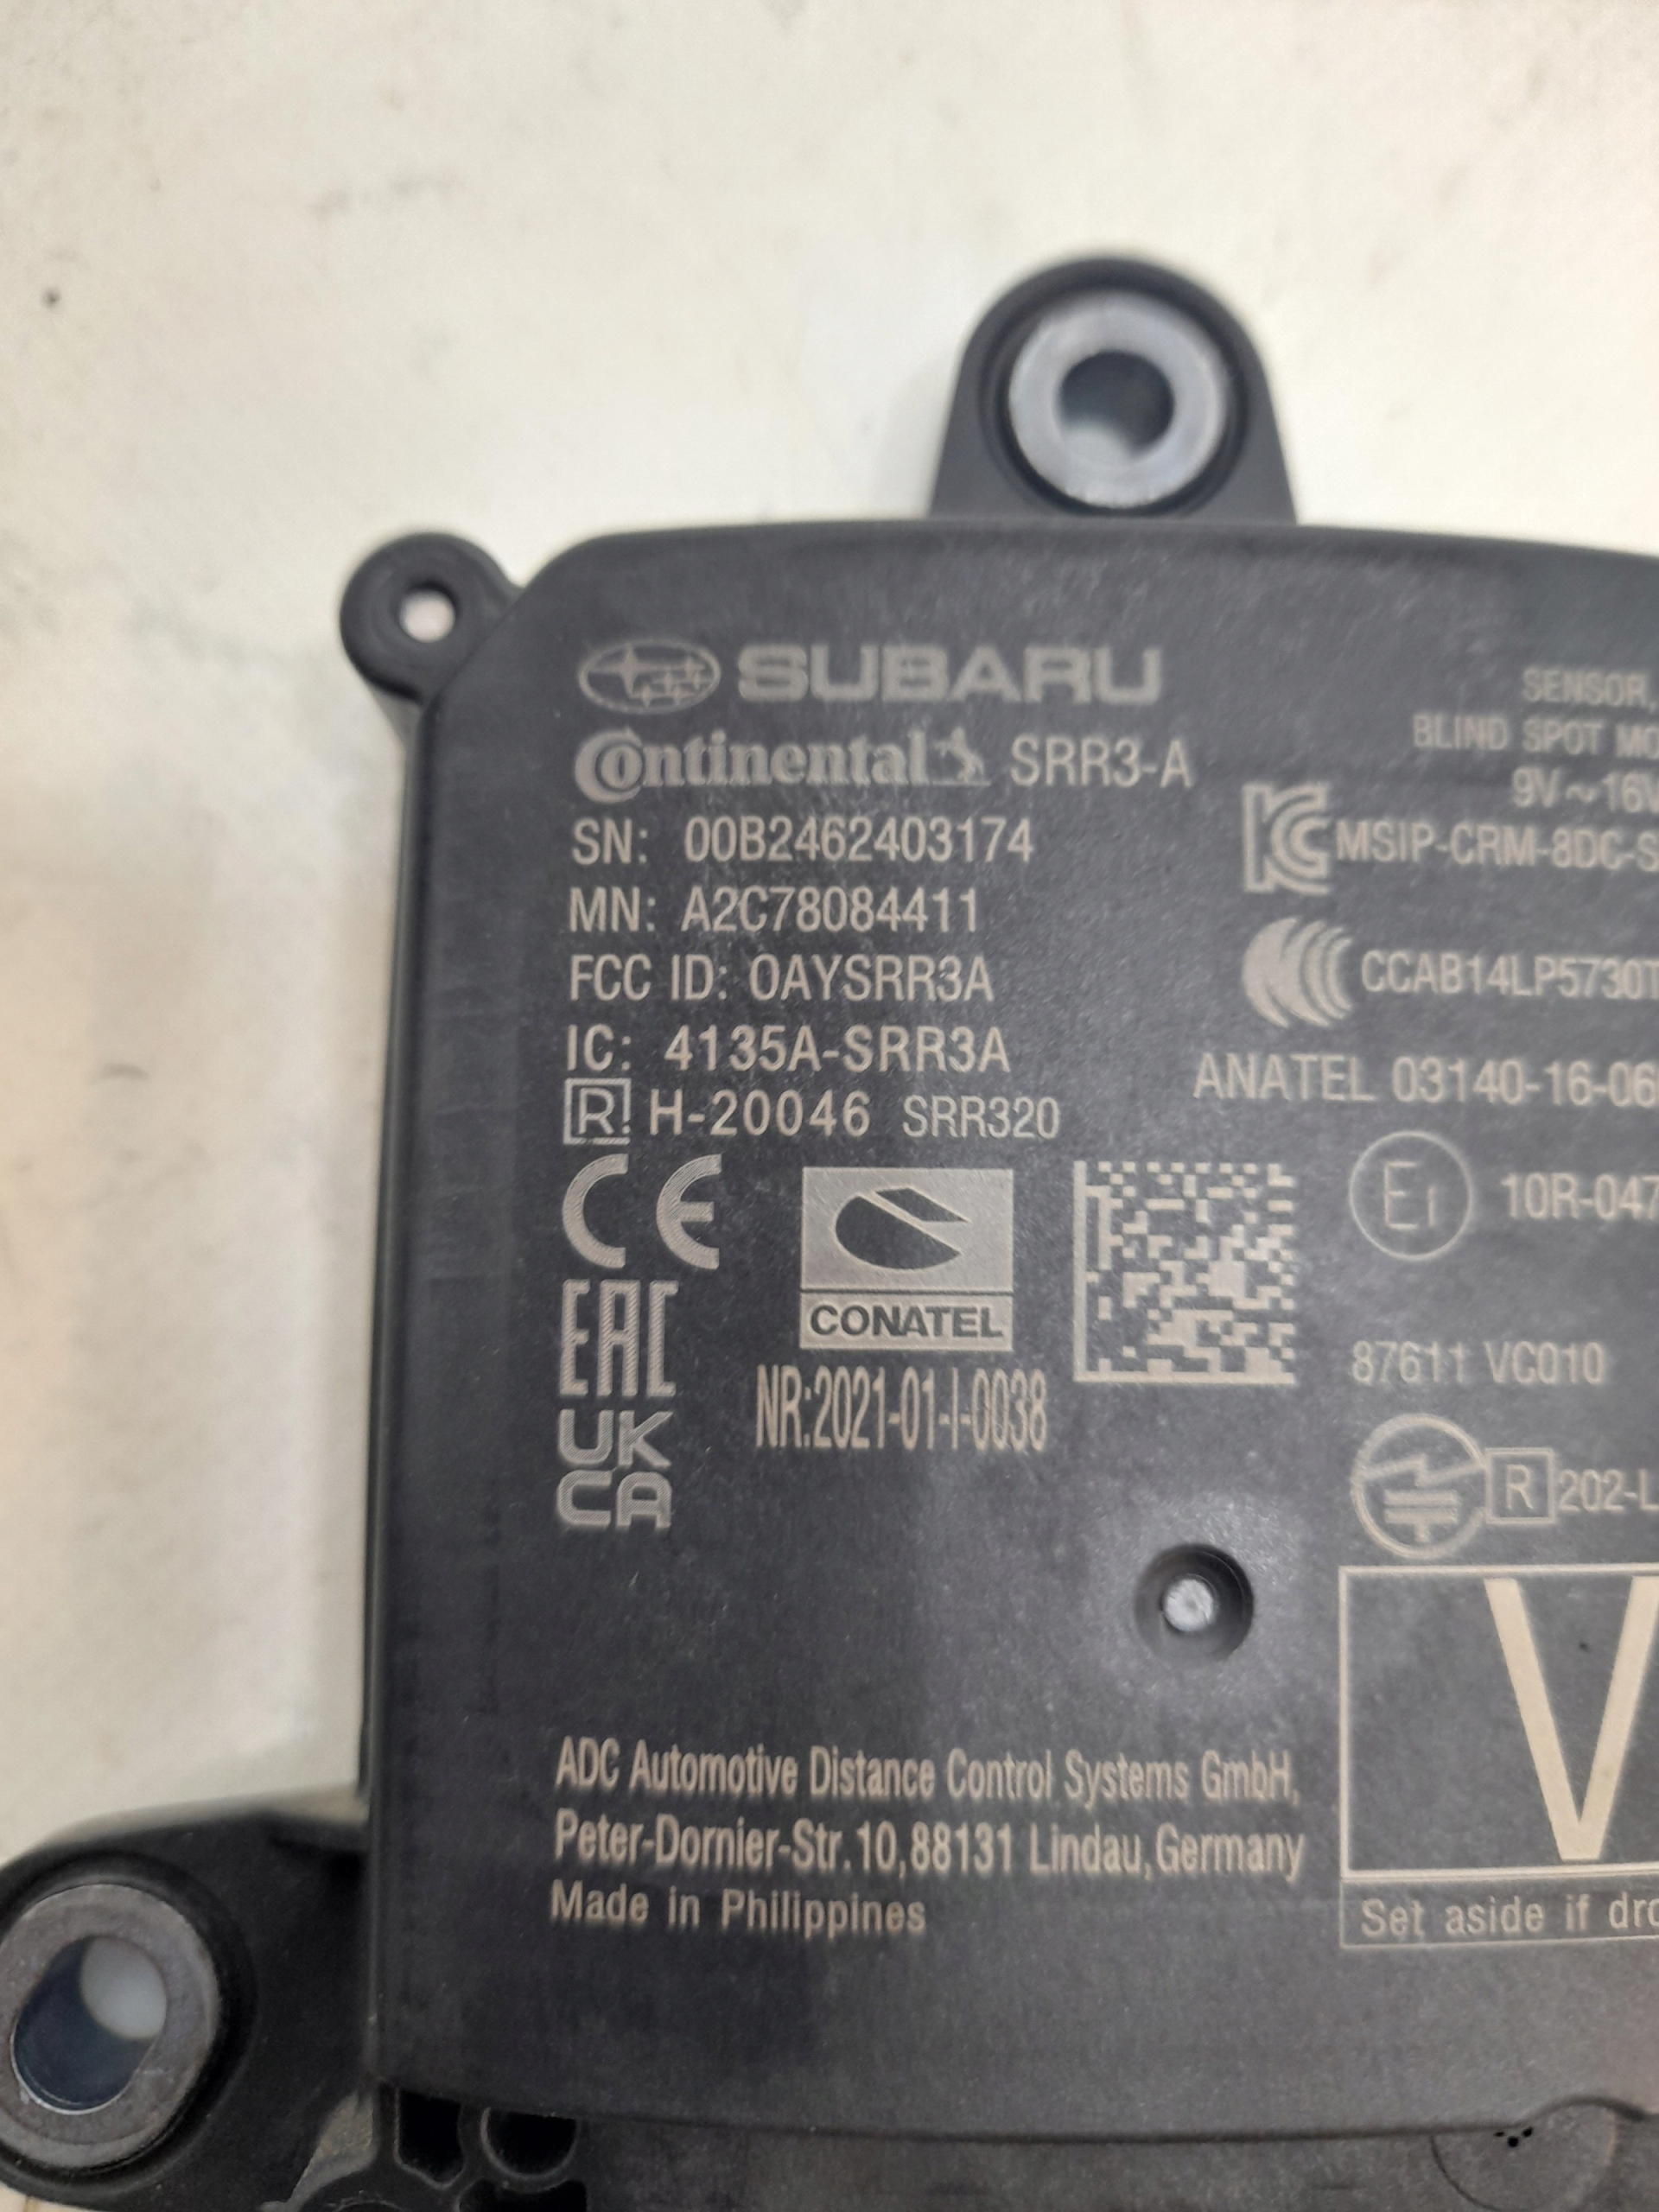 SUBARU
Continental SRR3-A
SENSOR,
BLIND SPOT
9V~16V
SN: 00B2462403174
MSIP-CRM-8DC-S
MN: A2C78084411
FCC ID: OAYSRR3A
CCAB14LP5730T
IC: 4135A-SRR3A
ANATEL 03140-16-06
R H-20046 SRR320
CE
E1 10R-047
CONATEL
EAC
87611 VC010
NR:2021-01-I-0038
UK
CA
R 202-L
V
ADC Automotive Distance Control Systems GmbH,
Peter-Dornier-Str.10,88131 Lindau,Germany
Made in Philippines
Set aside if